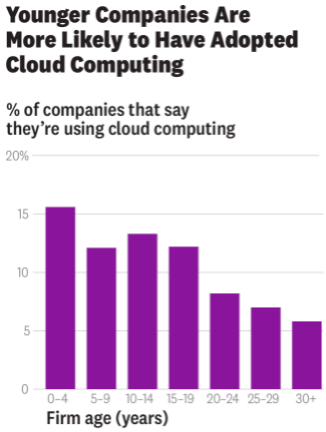 Younger Companies Are
More Likely to Have Adopted
Cloud Computing
% of companies that say
they’re using cloud computing
20%
15
10
5
0
0–4 5–9 10–14 15–19 20–24 25–29 30+
Firm age (years)